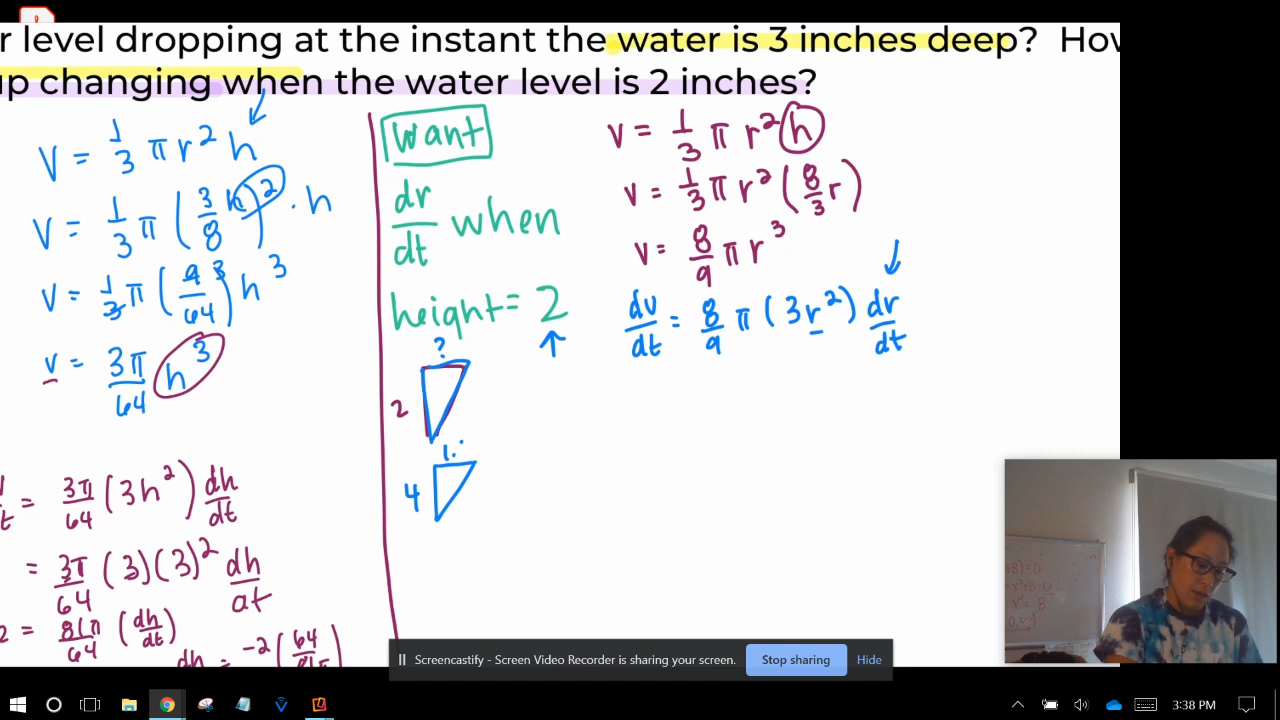 r level dropping at the instant the water is 3 inches deep? Ho
up changing when the water level is 2 inches?
V = 1/3 π r² h
V = 1/3 π (3/8 h)² · h
V = 1/3 π (9/64) h³
V = 3π/64 h³
= 3π/64 (3h²) dh/dt
= 3π/64 (3)(3)² dh/dt
= 81π/64 (dh/dt)
dh = -2 (64
Want
dr/dt when
height = 2
?
2
4
V = 1/3 π r² h
V = 1/3 π r² (8/3 r)
V = 8/9 π r³
dv/dt = 8/9 π (3r²) dr/dt
Screencastify - Screen Video Recorder is sharing your screen.
Stop sharing
Hide
3:38 PM